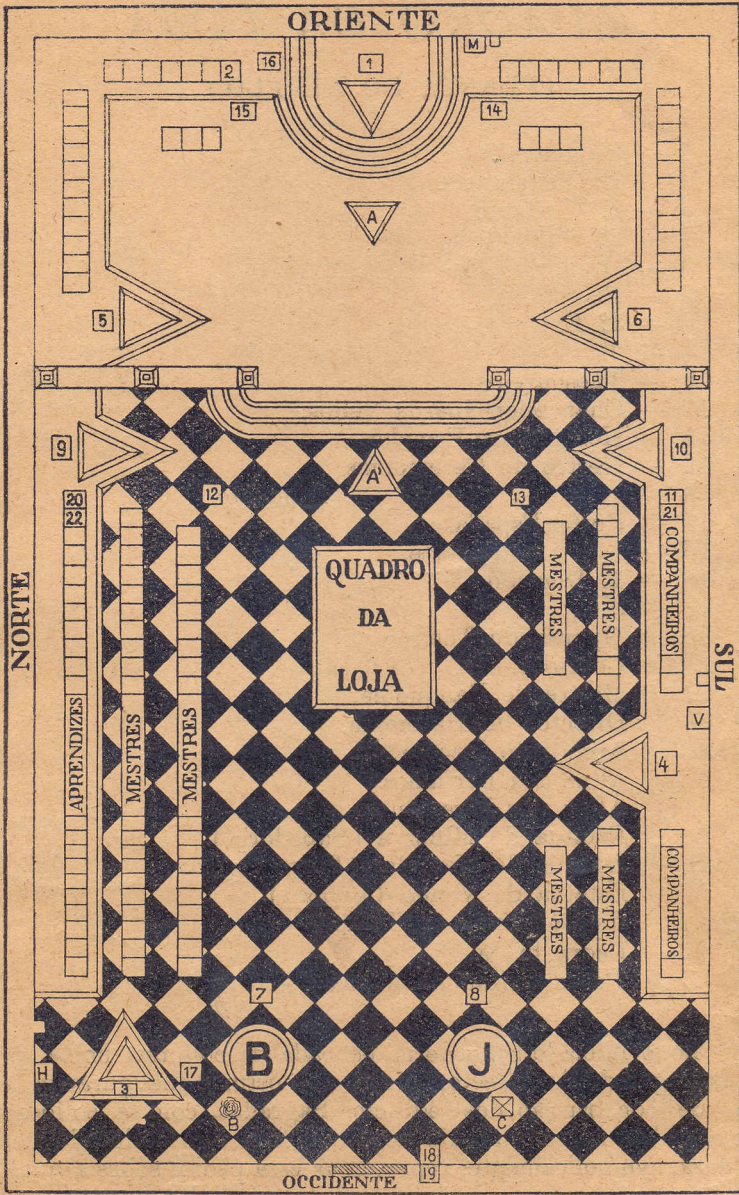 ORIENTE
16
1
M
2
15
14
A
5
6
9
A'
10
12
13
20
22
11
21
NORTE
SUL
QUADRO
DA
LOJA
APRENDIZES
MESTRES
MESTRES
MESTRES
MESTRES
COMPANHEIROS
V
4
MESTRES
MESTRES
COMPANHEIROS
7
8
H
3
17
B
J
B
C
18
19
OCCIDENTE